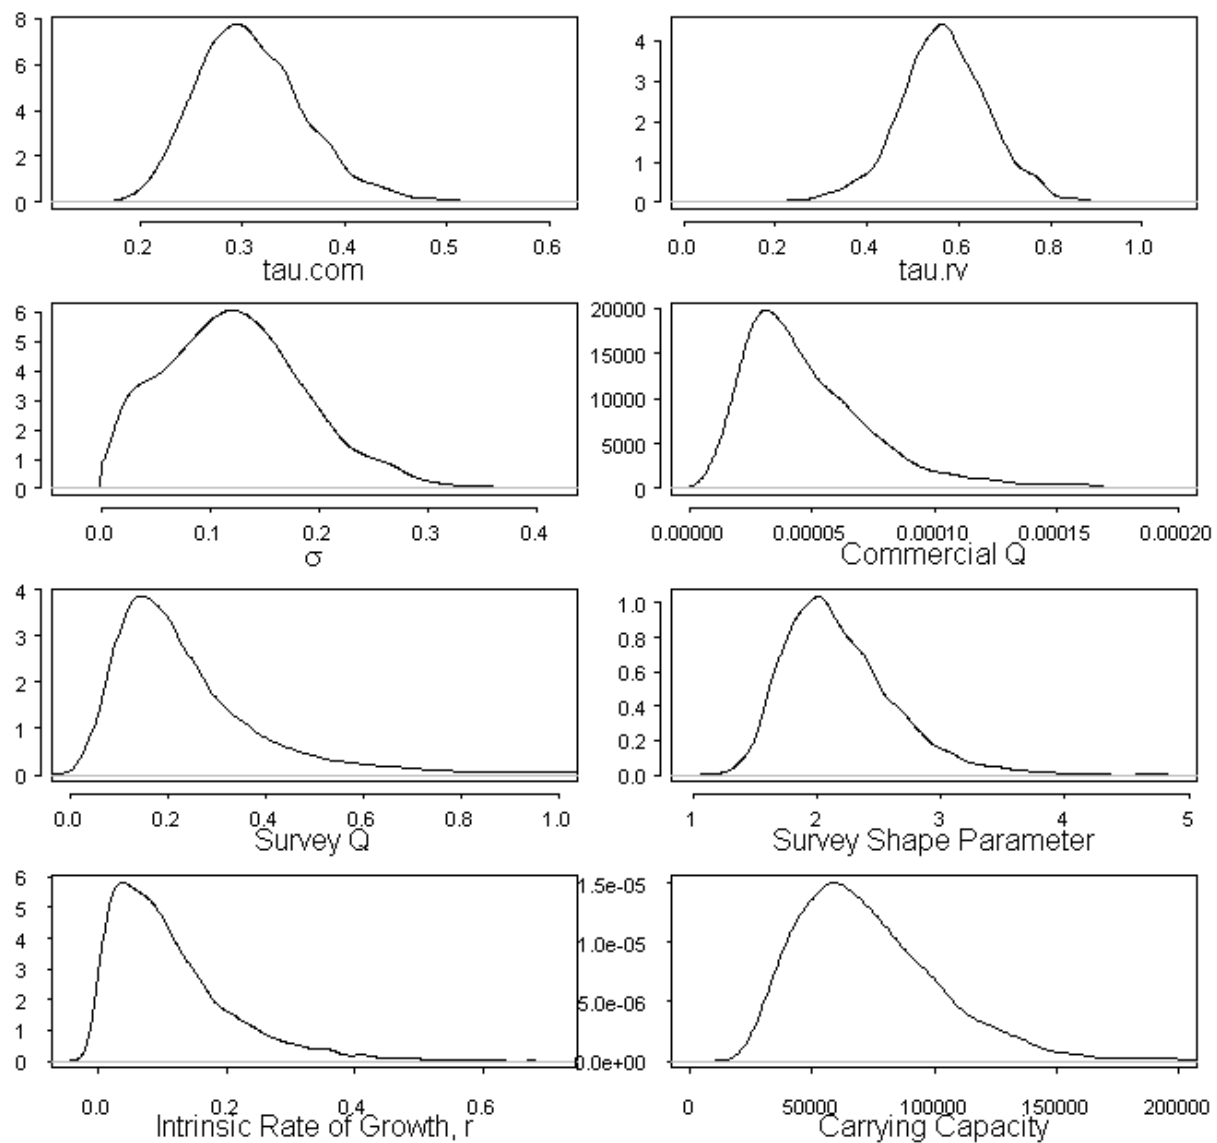 8
6
4
2
0
0.2 0.3 0.4 0.5 0.6
tau.com
4
3
2
1
0
0.0 0.2 0.4 0.6 0.8 1.0
tau.rv
6
5
4
3
2
1
0
0.0 0.1 0.2 0.3 0.4
σ
20000
15000
10000
5000
0
0.00000 0.00005 0.00010 0.00015 0.00020
Commercial Q
4
3
2
1
0
0.0 0.2 0.4 0.6 0.8 1.0
Survey Q
1.0
0.8
0.6
0.4
0.2
0.0
1 2 3 4 5
Survey Shape Parameter
6
5
4
3
2
1
0
0.0 0.2 0.4 0.6
Intrinsic Rate of Growth, r
1.5e-05
1.0e-05
5.0e-06
0.0e+00
0 50000 100000 150000 200000
Carrying Capacity